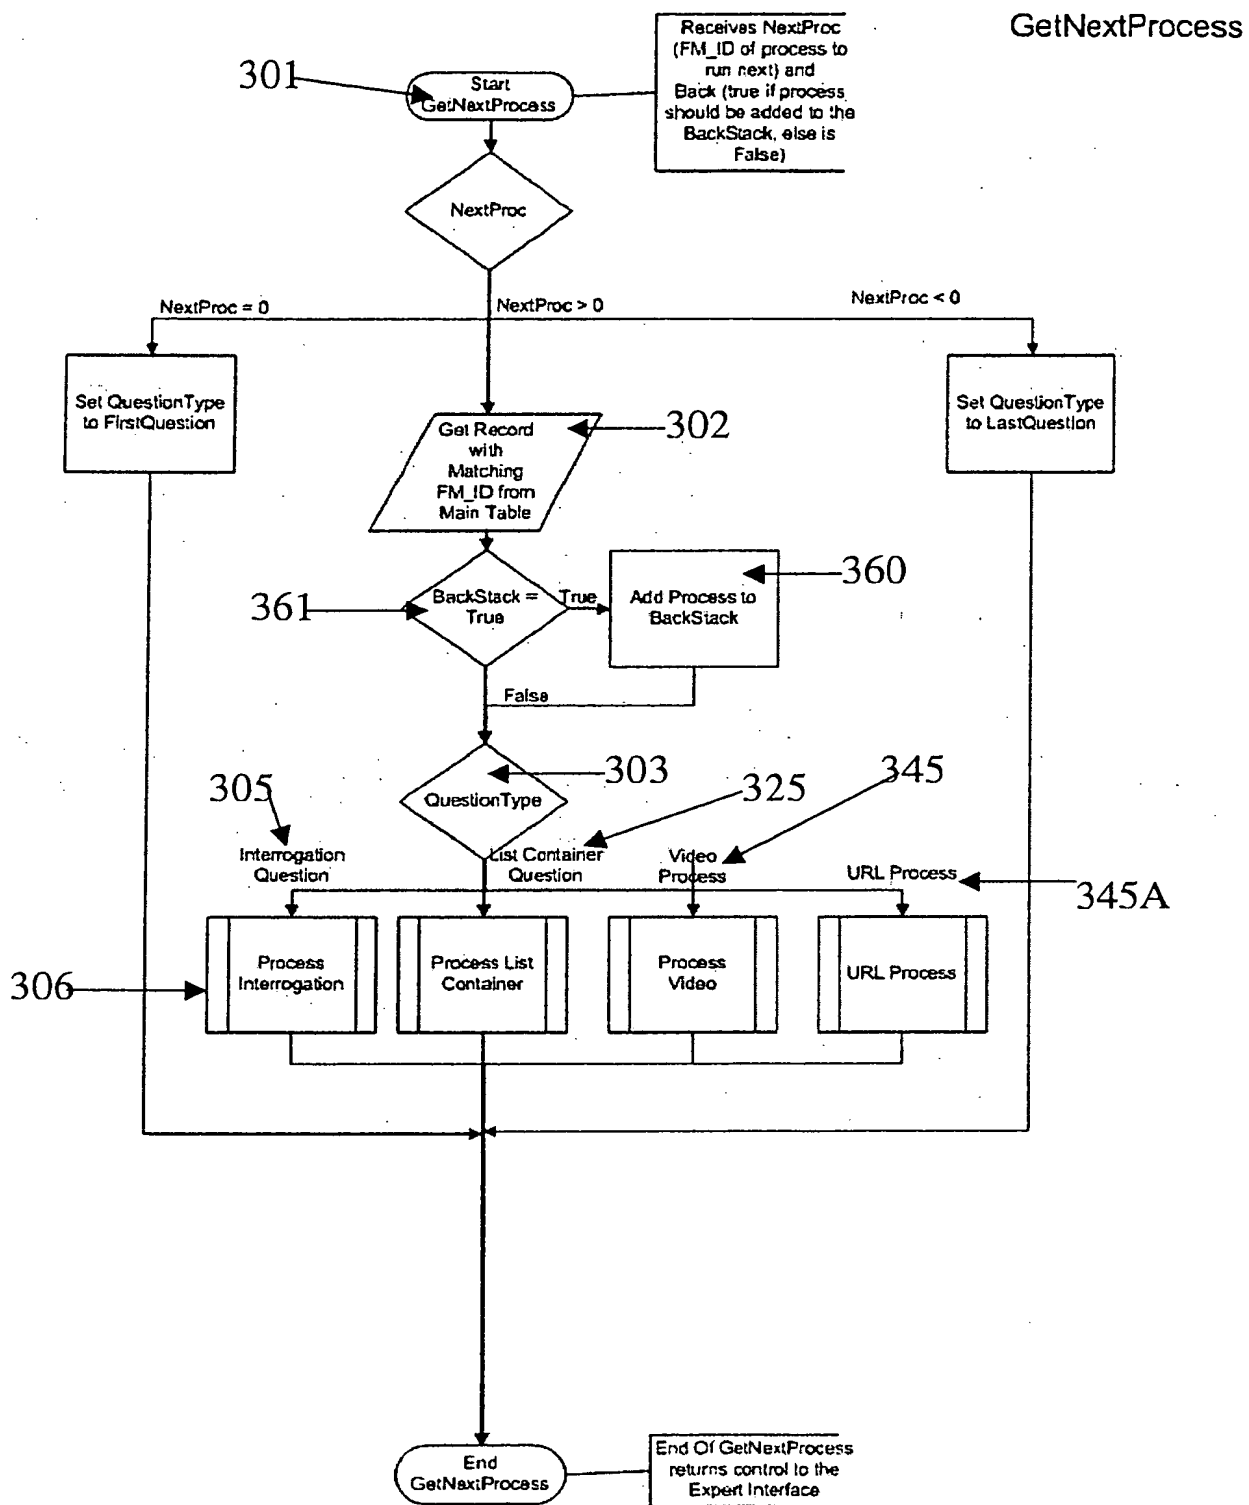 GetNextProcess
Receives NextProc
(FM_ID of process to
run next) and
Back (true if process
should be added to the
BackStack, else is
False)
301
Start
GetNextProcess
NextProc
NextProc = 0
NextProc > 0
NextProc < 0
Set QuestionType
to FirstQuestion
Set QuestionType
to LastQuestion
Get Record
with
Matching
FM_ID from
Main Table
302
361
BackStack =
True
True
Add Process to
BackStack
360
False
303
QuestionType
305
325
345
Interrogation
Question
List Container
Question
Video
Process
URL Process
345A
306
Process
Interrogation
Process List
Container
Process
Video
URL Process
End
GetNextProcess
End Of GetNextProcess
returns control to the
Expert Interface